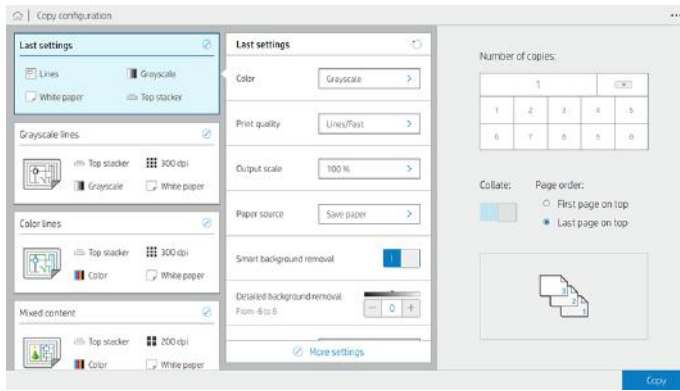 Copy configuration
Last settings
Lines
Grayscale
White paper
Top stacker
Grayscale lines
Top stacker
300 dpi
Grayscale
White paper
Color lines
Top stacker
300 dpi
Color
White paper
Mixed content
Top stacker
200 dpi
Color
White paper
Last settings
Color
Grayscale
Print quality
Lines/Fast
Output scale
100 %
Paper source
Save paper
Smart background removal
Detailed background removal
From -6 to 6
0
More settings
Number of copies:
1
1 2 3 4 5
6 7 8 9 0
Collate:
Page order:
First page on top
Last page on top
3
2
1
Copy